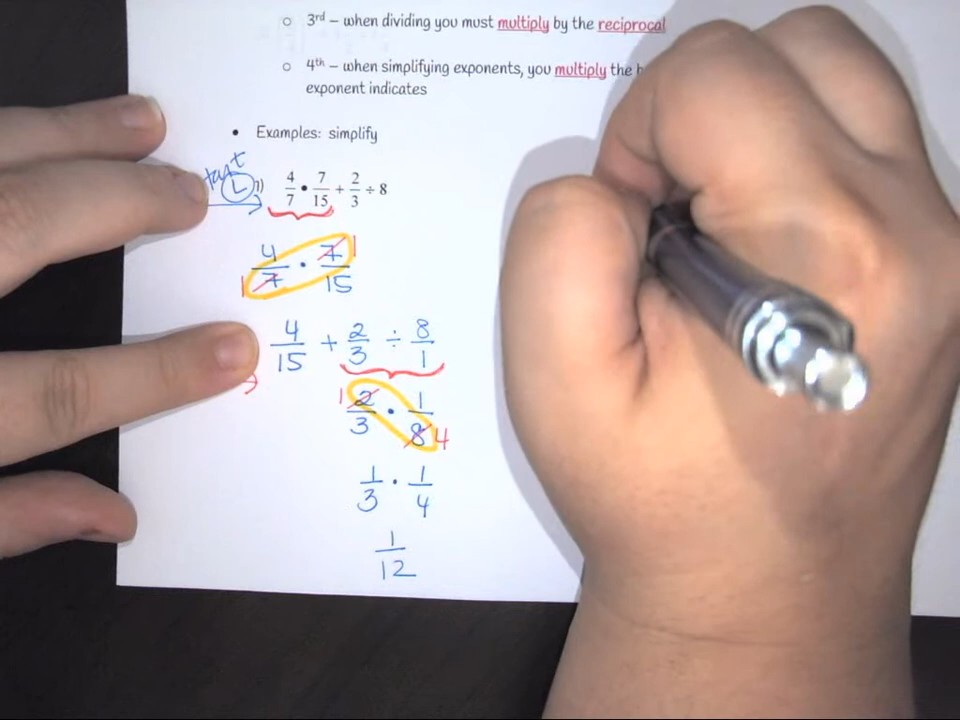 ○ 3rd – when dividing you must multiply by the reciprocal
○ 4th – when simplifying exponents, you multiply the
exponent indicates
• Examples: simplify
L 1) 4/7 • 7/15 + 2/3 ÷ 8
1 4/7 · 7/15 1
4/15 + 2/3 ÷ 8/1
1 2/3 · 1/8 4
1/3 · 1/4
1/12